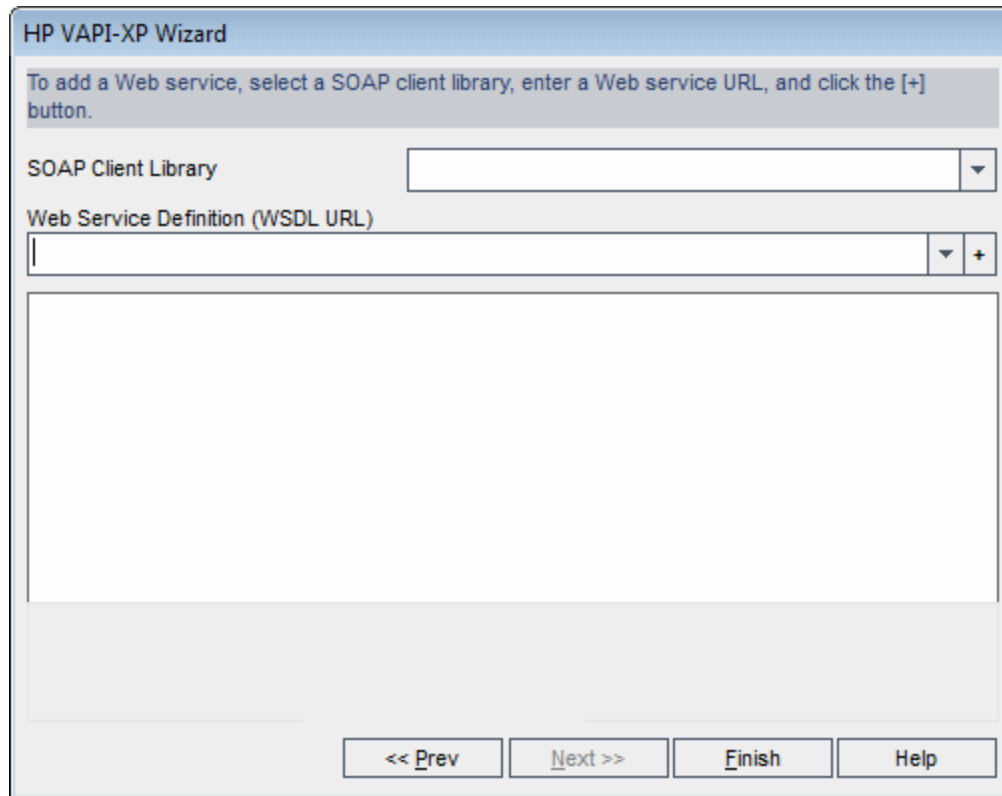 HP VAPI-XP Wizard
To add a Web service, select a SOAP client library, enter a Web service URL, and click the [+]
button.
SOAP Client Library
Web Service Definition (WSDL URL)
+
<< Prev
Next >>
Finish
Help